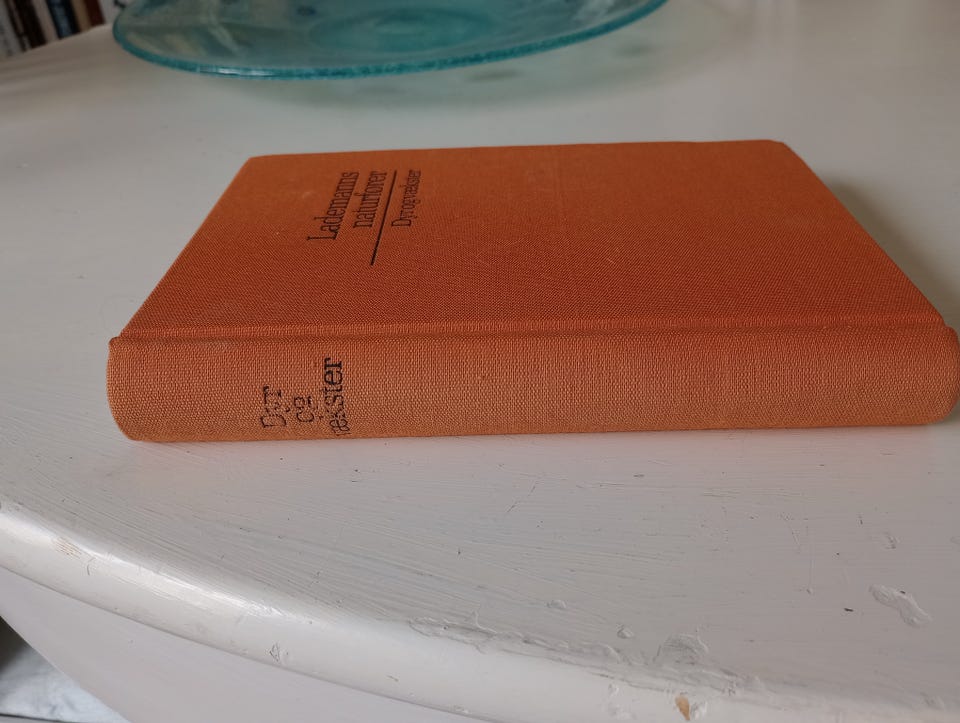 Lademanns
naturfører
Dyr og vækster
Dyr
og
vækster